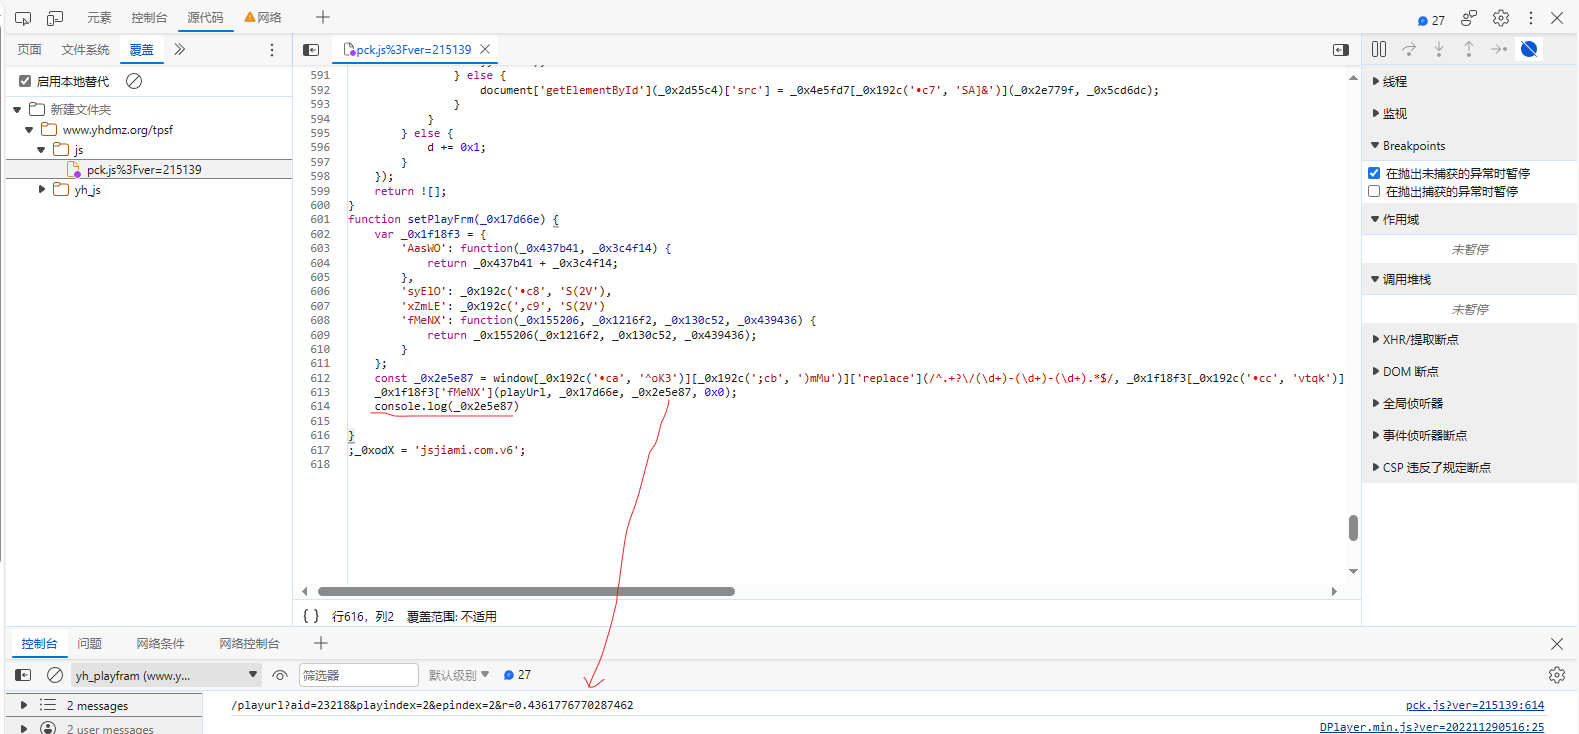 元素 控制台 源代码 网络 27
页面 文件系统 覆盖 pck.js%3Fver=215139
启用本地替代
新建文件夹
www.yhdmz.org/tpsf
js
pck.js%3Fver=215139
yh_js
591 } else {
592 document['getElementById'](_0x2d55c4)['src'] = _0x4e5fd7[_0x192c('•c7', 'SA]&')](_0x2e779f, _0x5cd6dc);
593 }
594 }
595 } else {
596 d += 0x1;
597 }
598 });
599 return ![];
600 }
601 function setPlayFrm(_0x17d66e) {
602 var _0x1f18f3 = {
603 'AasWO': function(_0x437b41, _0x3c4f14) {
604 return _0x437b41 + _0x3c4f14;
605 },
606 'syElO': _0x192c('•c8', 'S(2V'),
607 'xZmLE': _0x192c(',c9', 'S(2V')
608 'fMeNX': function(_0x155206, _0x1216f2, _0x130c52, _0x439436) {
609 return _0x155206(_0x1216f2, _0x130c52, _0x439436);
610 }
611 };
612 const _0x2e5e87 = window[_0x192c('•ca', '^oK3')][_0x192c(';cb', ')mMu')]['replace'](/^.+?\/(\d+)-(\d+)-(\d+).*$/, _0x1f18f3[_0x192c('•cc', 'vtqk')]
613 _0x1f18f3['fMeNX'](playUrl, _0x17d66e, _0x2e5e87, 0x0);
614 console.log(_0x2e5e87)
615
616 }
617 ;_0xodX = 'jsjiami.com.v6';
618
{ } 行616，列2 覆盖范围: 不适用
线程
监视
Breakpoints
在抛出未捕获的异常时暂停
在抛出捕获的异常时暂停
作用域
未暂停
调用堆栈
未暂停
XHR/提取断点
DOM 断点
全局侦听器
事件侦听器断点
CSP 违反了规定断点
控制台 问题 网络条件 网络控制台
yh_playfram (www.y... 筛选器 默认级别 27
2 messages
2 user messages
/playurl?aid=23218&playindex=2&epindex=2&r=0.4361776770287462 pck.js?ver=215139:614
DPlayer.min.js?ver=202211290516:25